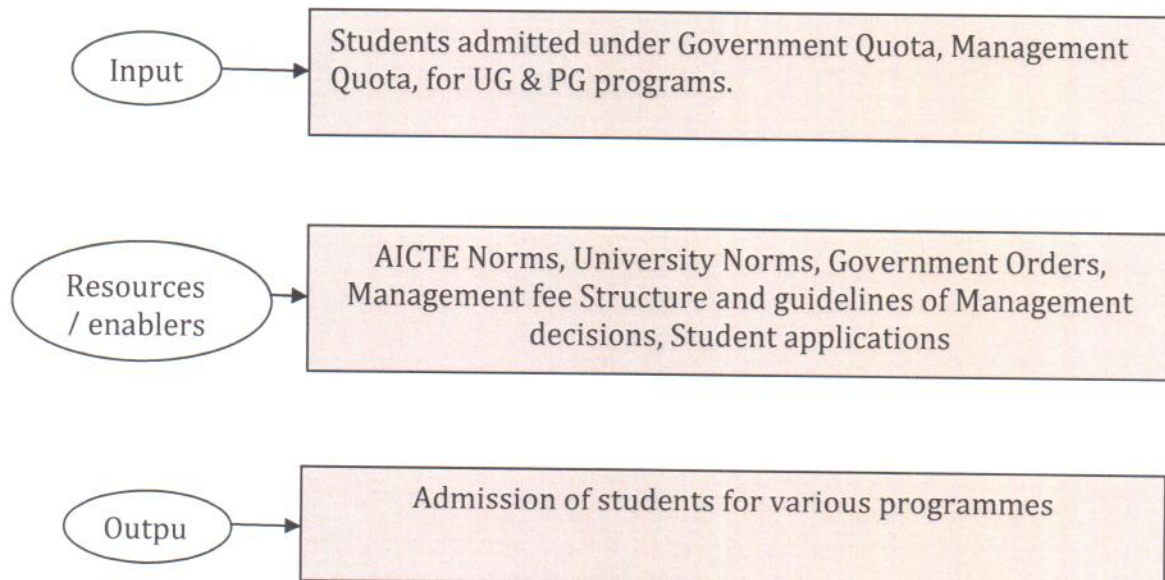 Input
Students admitted under Government Quota, Management
Quota, for UG & PG programs.
Resources
/ enablers
AICTE Norms, University Norms, Government Orders,
Management fee Structure and guidelines of Management
decisions, Student applications
Outpu
Admission of students for various programmes